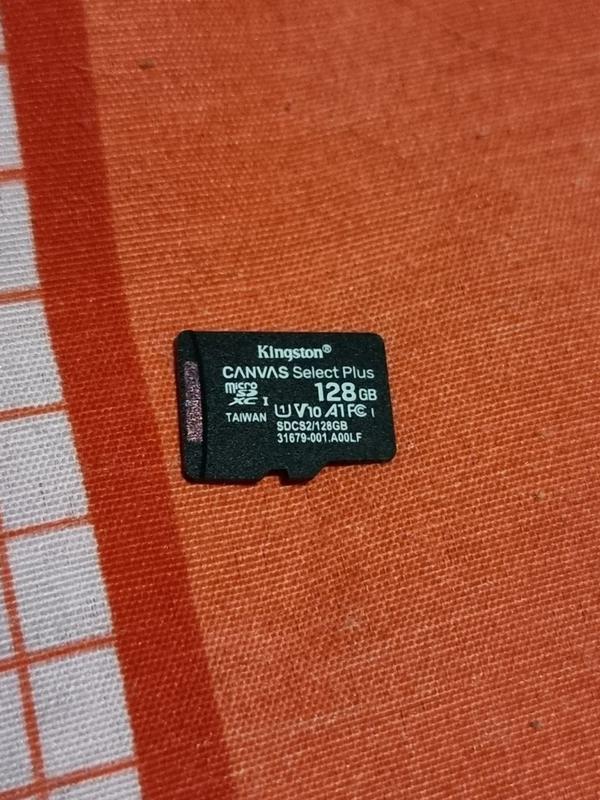 Kingston®
CANVAS Select Plus
micro SD XC I 128 GB
TAIWAN U1 V10 A1 FC I
SDCS2/128GB
31679-001.A00LF